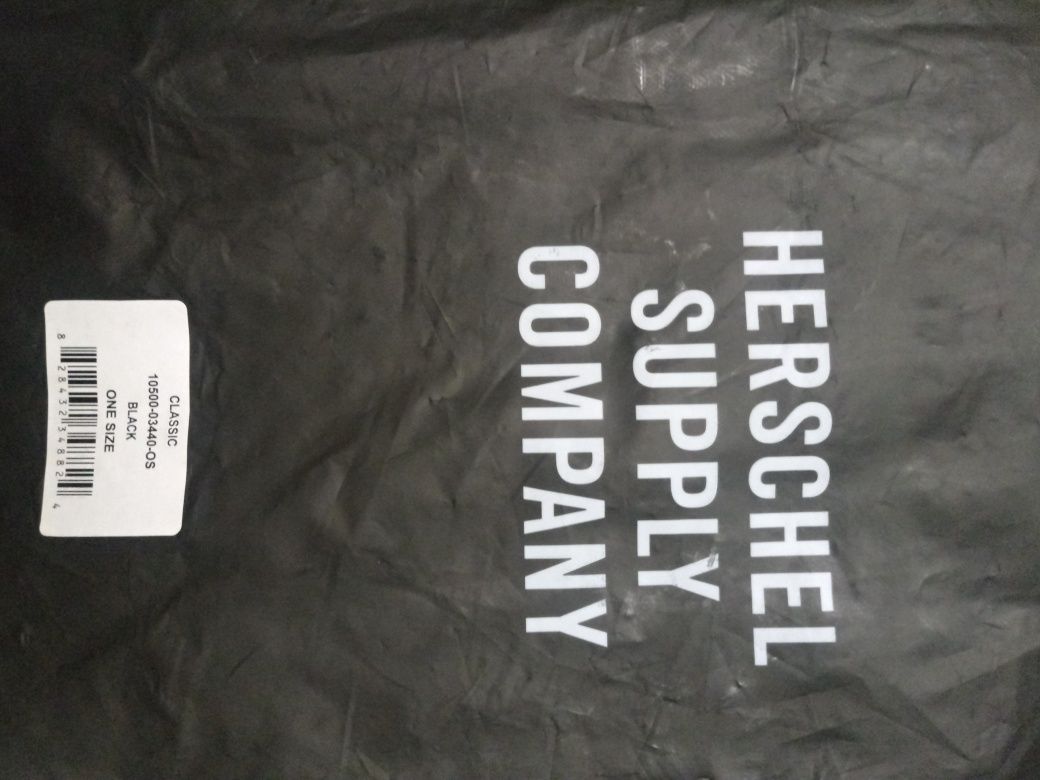 HERSCHEL
SUPPLY
COMPANY
CLASSIC
10500-03440-OS
BLACK
ONE SIZE
8 28432 34882 4